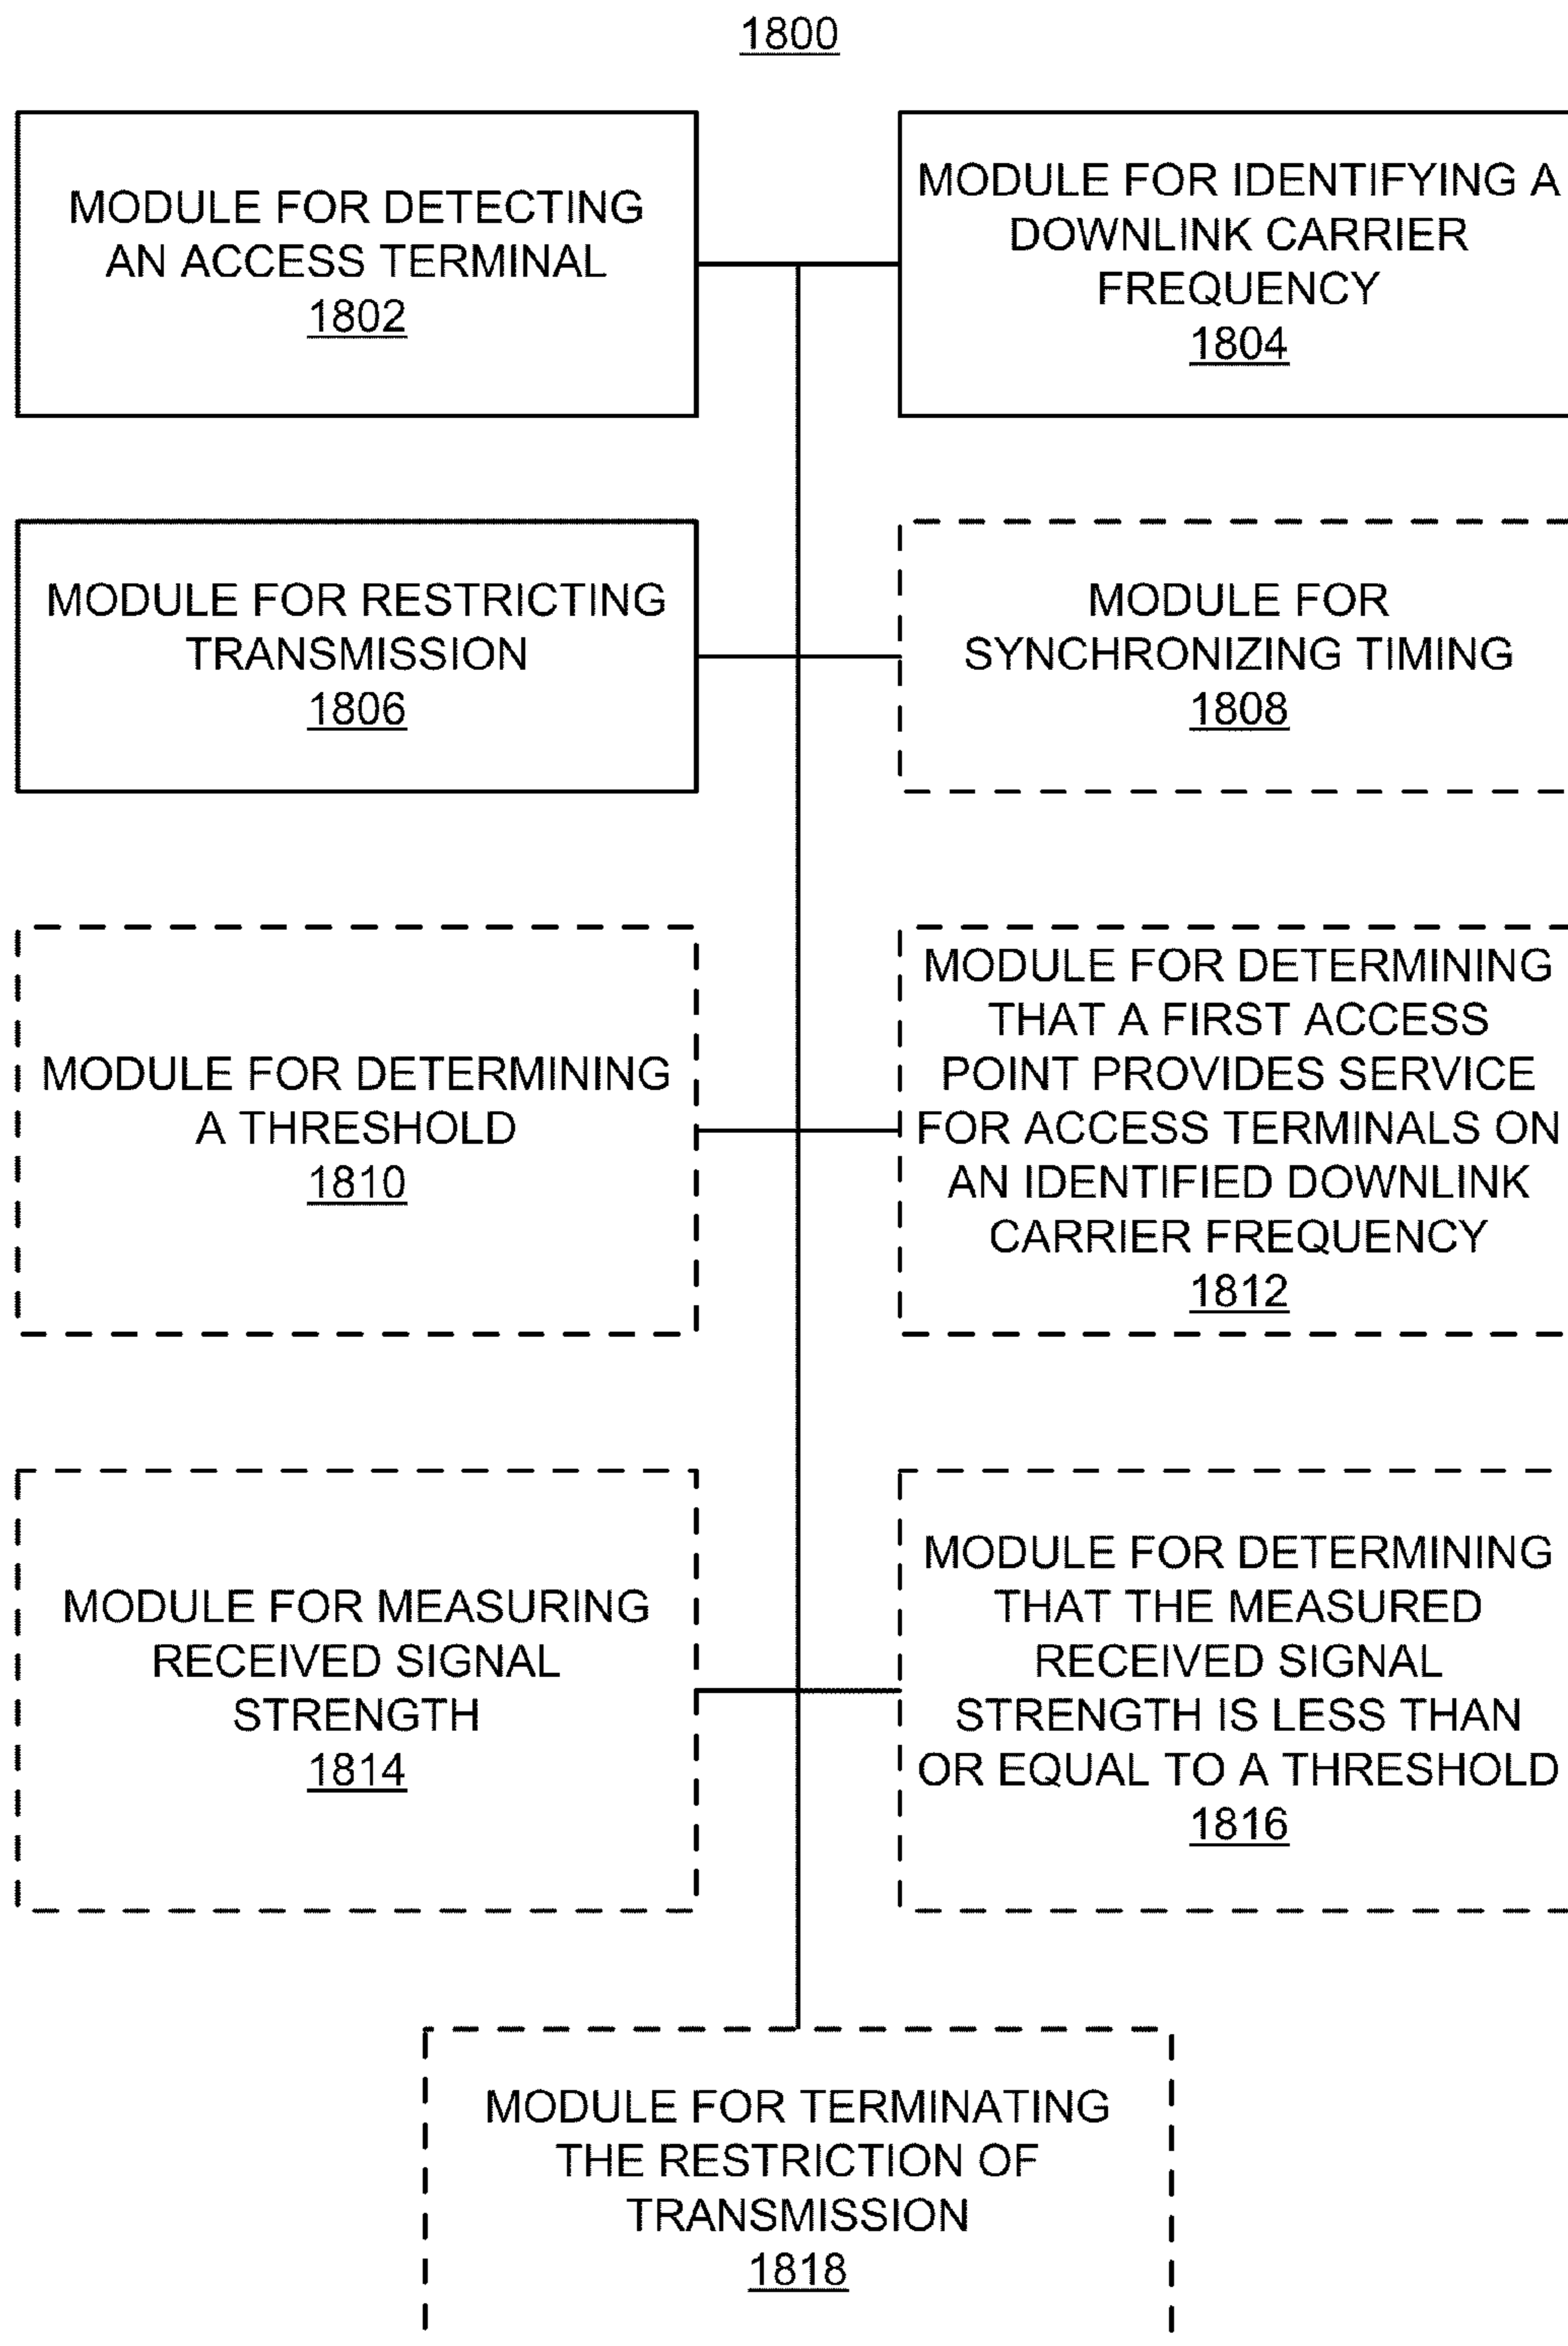 1800
MODULE FOR DETECTING
AN ACCESS TERMINAL
1802
MODULE FOR IDENTIFYING A
DOWNLINK CARRIER
FREQUENCY
1804
MODULE FOR RESTRICTING
TRANSMISSION
1806
MODULE FOR
SYNCHRONIZING TIMING
1808
MODULE FOR DETERMINING
A THRESHOLD
1810
MODULE FOR DETERMINING
THAT A FIRST ACCESS
POINT PROVIDES SERVICE
FOR ACCESS TERMINALS ON
AN IDENTIFIED DOWNLINK
CARRIER FREQUENCY
1812
MODULE FOR MEASURING
RECEIVED SIGNAL
STRENGTH
1814
MODULE FOR DETERMINING
THAT THE MEASURED
RECEIVED SIGNAL
STRENGTH IS LESS THAN
OR EQUAL TO A THRESHOLD
1816
MODULE FOR TERMINATING
THE RESTRICTION OF
TRANSMISSION
1818